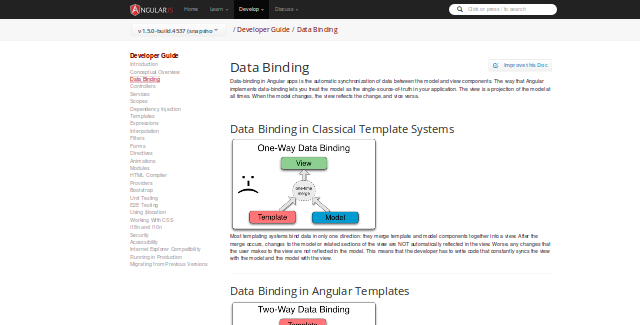 ANGULARJS
Home Learn Develop Discuss
Click or press / to search
v1.5.0-build.4537 (snapshot
/ Developer Guide / Data Binding
Developer Guide
Introduction
Conceptual Overview
Data Binding
Controllers
Services
Scopes
Dependency Injection
Templates
Expressions
Interpolation
Filters
Forms
Directives
Animations
Modules
HTML Compiler
Providers
Bootstrap
Unit Testing
E2E Testing
Using $location
Working With CSS
i18n and l10n
Security
Accessibility
Internet Explorer Compatibility
Running in Production
Migrating from Previous Versions
Improve this Doc
Data Binding
Data-binding in Angular apps is the automatic synchronization of data between the model and view components. The way that Angular
implements data-binding lets you treat the model as the single-source-of-truth in your application. The view is a projection of the model at
all times. When the model changes, the view reflects the change, and vice versa.
Data Binding in Classical Template Systems
One-Way Data Binding
View
one-time
merge
Template
Model
Most templating systems bind data in only one direction: they merge template and model components together into a view. After the
merge occurs, changes to the model or related sections of the view are NOT automatically reflected in the view. Worse, any changes that
the user makes to the view are not reflected in the model. This means that the developer has to write code that constantly syncs the view
with the model and the model with the view.
Data Binding in Angular Templates
Two-Way Data Binding
Template